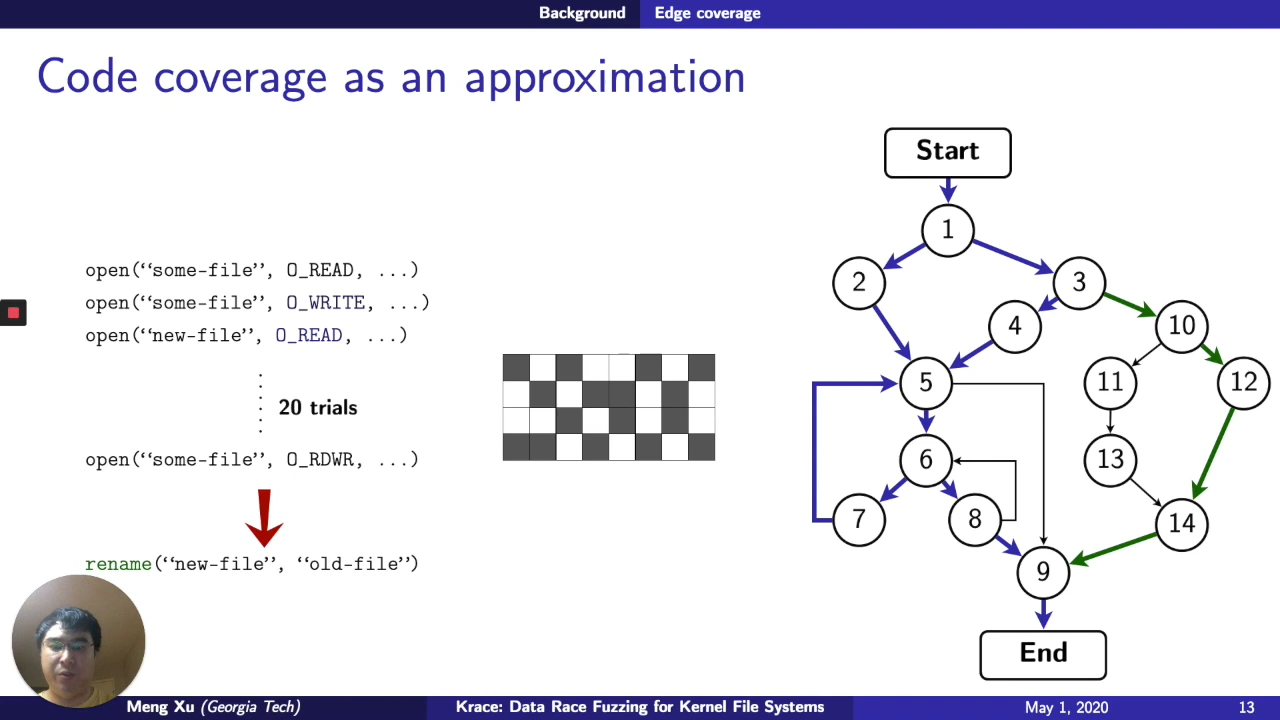 Background Edge coverage
Code coverage as an approximation
open(“some-file”, O_READ, ...)
open(“some-file”, O_WRITE, ...)
open(“new-file”, O_READ, ...)
20 trials
open(“some-file”, O_RDWR, ...)
rename(“new-file”, “old-file”)
Start
1
2
3
4
10
5
11
12
6
13
7
8
14
9
End
Meng Xu (Georgia Tech) Krace: Data Race Fuzzing for Kernel File Systems May 1, 2020 13